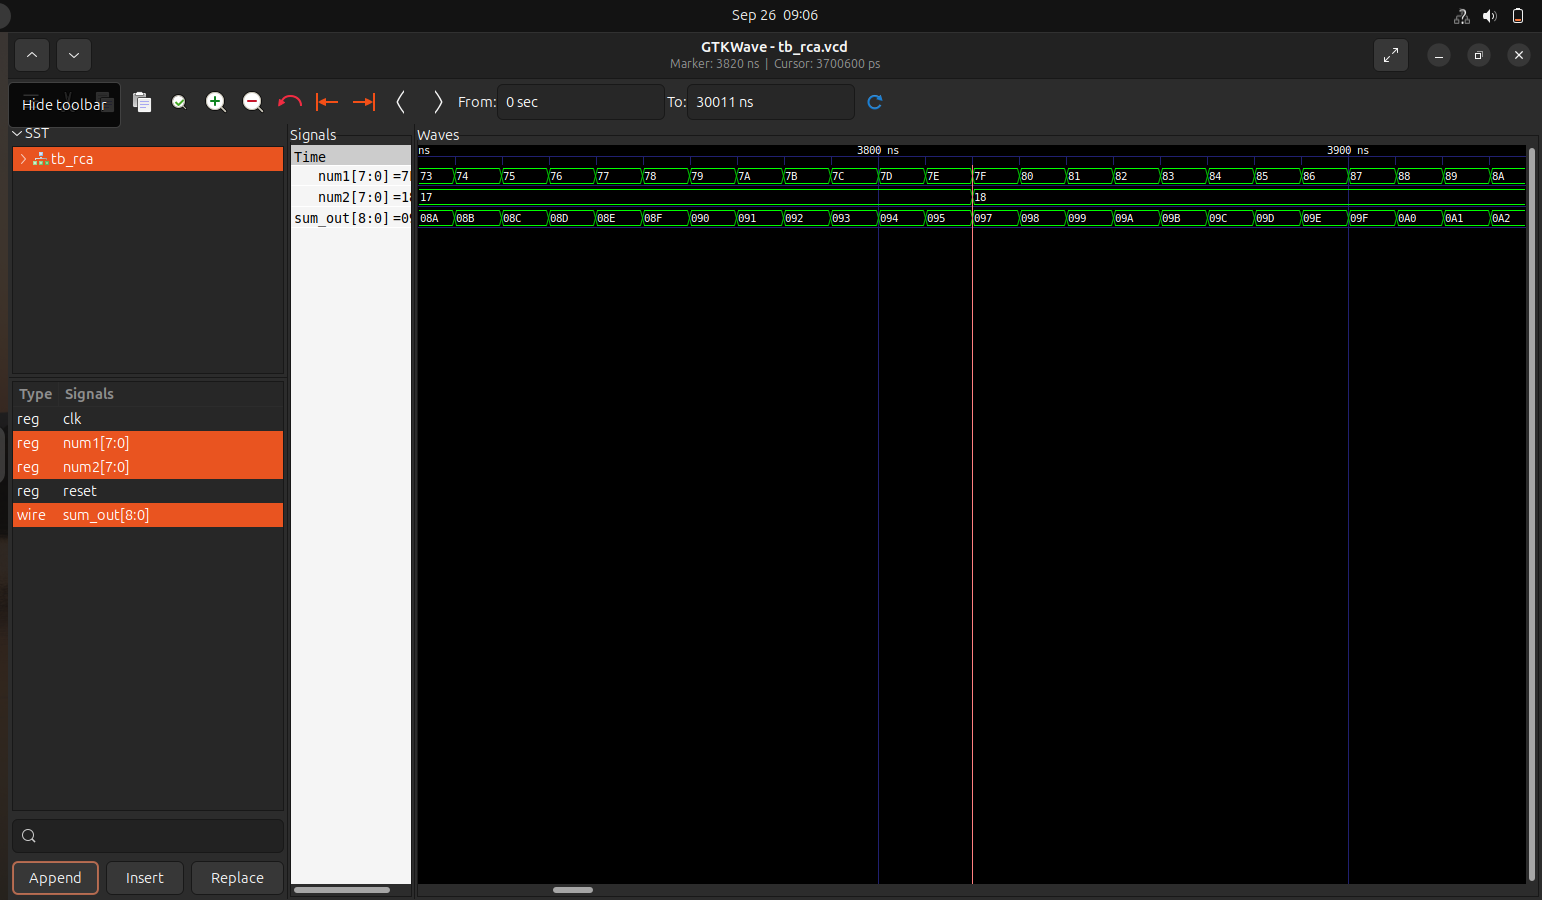 Sep 26 09:06
GTKWave - tb_rca.vcd
Marker: 3820 ns | Cursor: 3700600 ps
Hide toolbar
From: 0 sec To: 30011 ns
SST
tb_rca
Type Signals
reg clk
reg num1[7:0]
reg num2[7:0]
reg reset
wire sum_out[8:0]
Append Insert Replace
Signals
Time
num1[7:0] =7
num2[7:0] =18
sum_out[8:0] =09
Waves
ns 3800 ns 3900 ns
73 74 75 76 77 78 79 7A 7B 7C 7D 7E 7F 80 81 82 83 84 85 86 87 88 89 8A
17 18
08A 08B 08C 08D 08E 08F 090 091 092 093 094 095 097 098 099 09A 09B 09C 09D 09E 09F 0A0 0A1 0A2